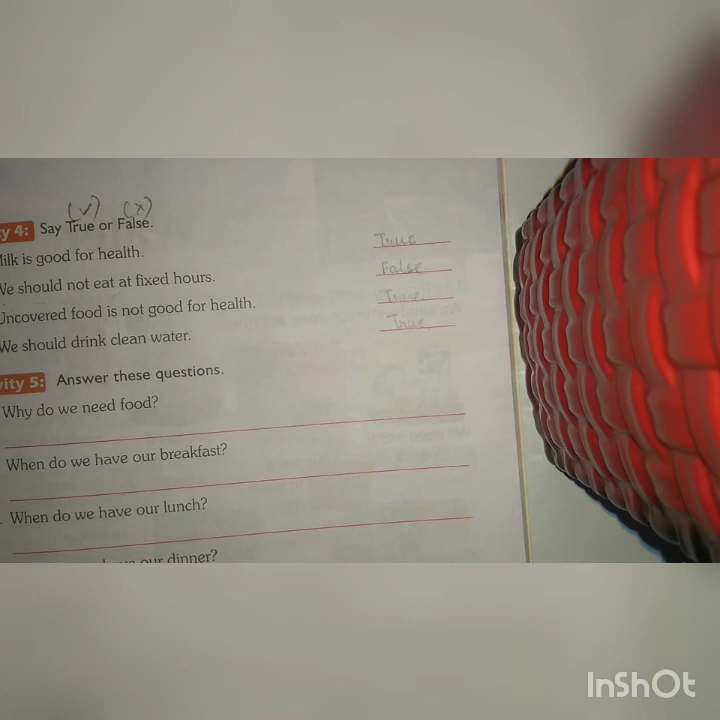 (✓) (x)
y 4: Say True or False.
Milk is good for health. True
We should not eat at fixed hours. False
Uncovered food is not good for health. True
We should drink clean water. True
vity 5: Answer these questions.
Why do we need food?
When do we have our breakfast?
When do we have our lunch?
our dinner?
InShOt